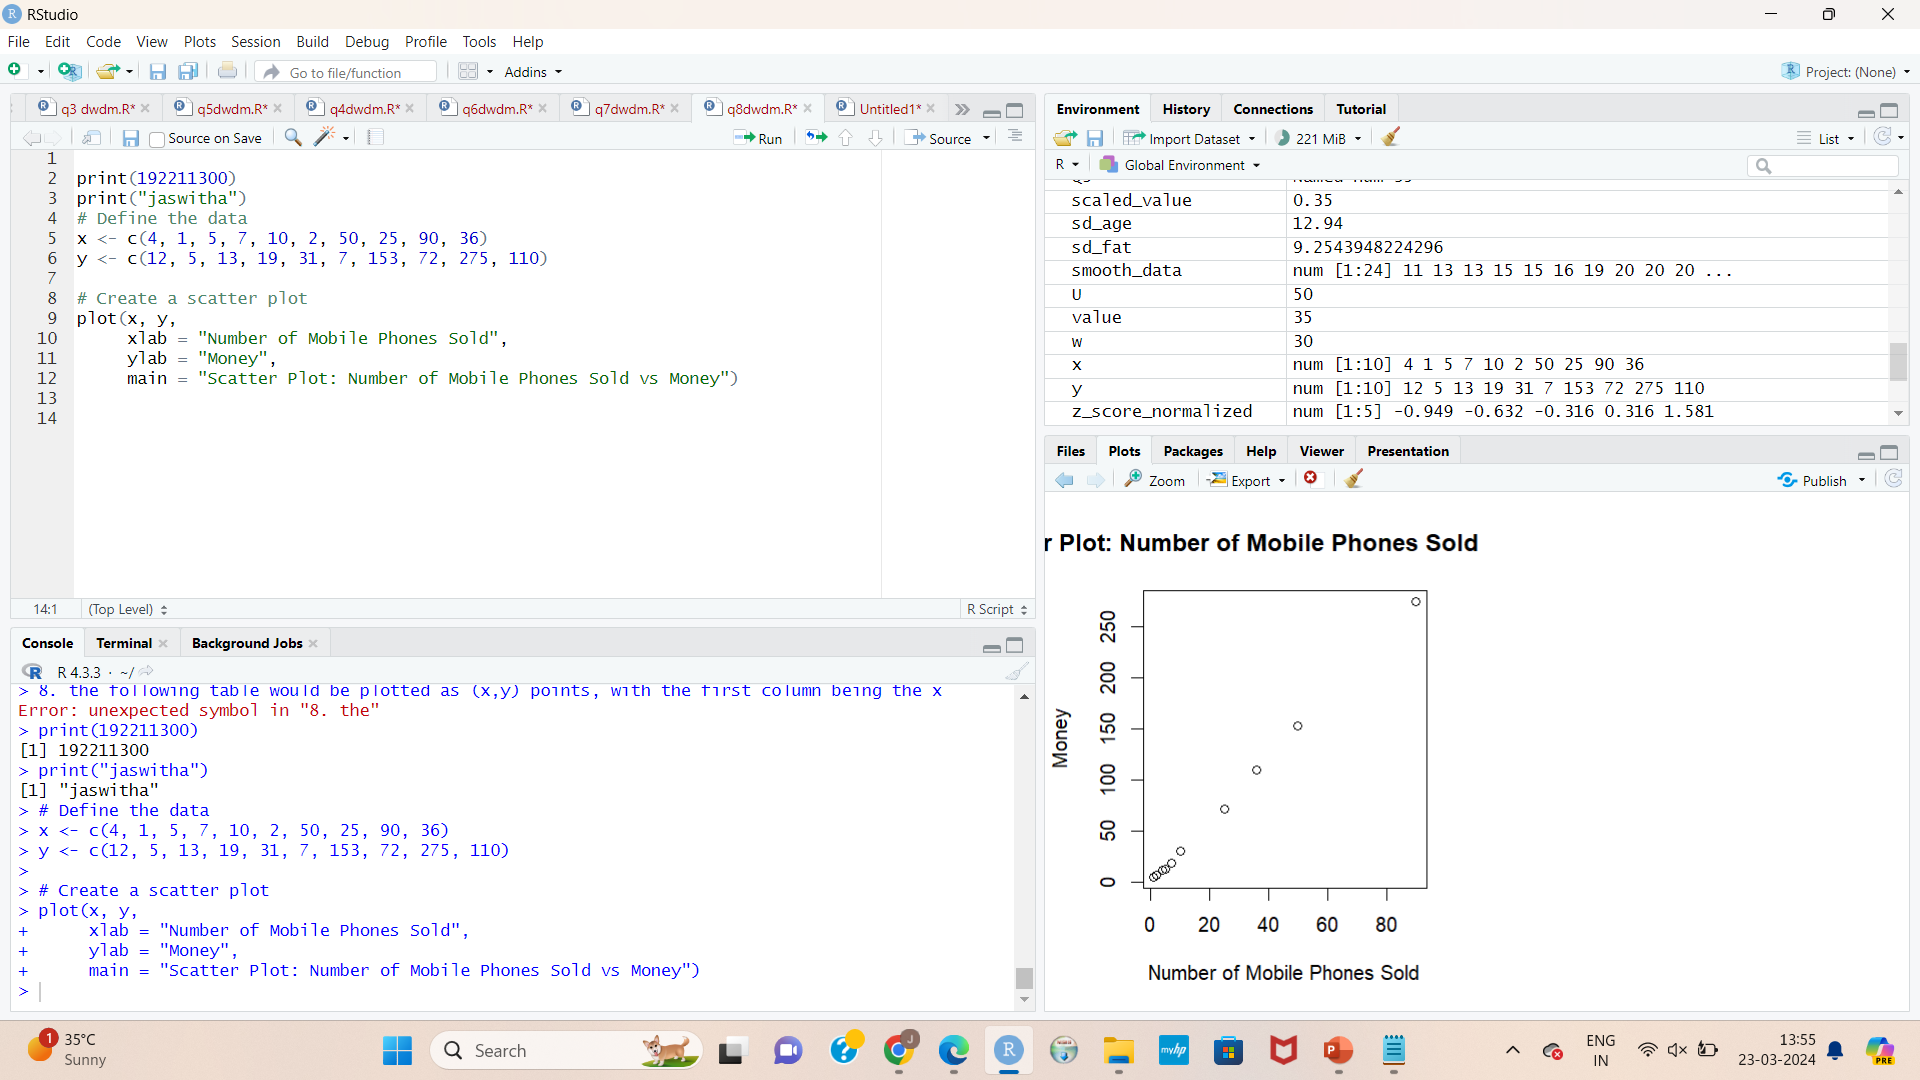 RStudio
File Edit Code View Plots Session Build Debug Profile Tools Help
Go to file/function Addins Project: (None)
q3 dwdm.R* q5dwdm.R* q4dwdm.R* q6dwdm.R* q7dwdm.R* q8dwdm.R* Untitled1*
Source on Save Run Source
1
2 print(192211300)
3 print("jaswitha")
4 # Define the data
5 x <- c(4, 1, 5, 7, 10, 2, 50, 25, 90, 36)
6 y <- c(12, 5, 13, 19, 31, 7, 153, 72, 275, 110)
7
8 # Create a scatter plot
9 plot(x, y,
10 xlab = "Number of Mobile Phones Sold",
11 ylab = "Money",
12 main = "Scatter Plot: Number of Mobile Phones Sold vs Money")
13
14
14:1 (Top Level) R Script
Console Terminal Background Jobs
R 4.3.3 · ~/
> 8. the following table would be plotted as (x,y) points, with the first column being the x
Error: unexpected symbol in "8. the"
> print(192211300)
[1] 192211300
> print("jaswitha")
[1] "jaswitha"
> # Define the data
> x <- c(4, 1, 5, 7, 10, 2, 50, 25, 90, 36)
> y <- c(12, 5, 13, 19, 31, 7, 153, 72, 275, 110)
>
> # Create a scatter plot
> plot(x, y,
+ xlab = "Number of Mobile Phones Sold",
+ ylab = "Money",
+ main = "Scatter Plot: Number of Mobile Phones Sold vs Money")
>
Environment History Connections Tutorial
Import Dataset 221 MiB List
R Global Environment
scaled_value 0.35
sd_age 12.94
sd_fat 9.2543948224296
smooth_data num [1:24] 11 13 13 15 15 16 19 20 20 20 ...
U 50
value 35
w 30
x num [1:10] 4 1 5 7 10 2 50 25 90 36
y num [1:10] 12 5 13 19 31 7 153 72 275 110
z_score_normalized num [1:5] -0.949 -0.632 -0.316 0.316 1.581
Files Plots Packages Help Viewer Presentation
Zoom Export Publish
r Plot: Number of Mobile Phones Sold
Money
250
200
150
100
50
0
0 20 40 60 80
Number of Mobile Phones Sold
1
35°C
Sunny
Search
J
R
myhp
P
ENG
IN
13:55
23-03-2024
PRE